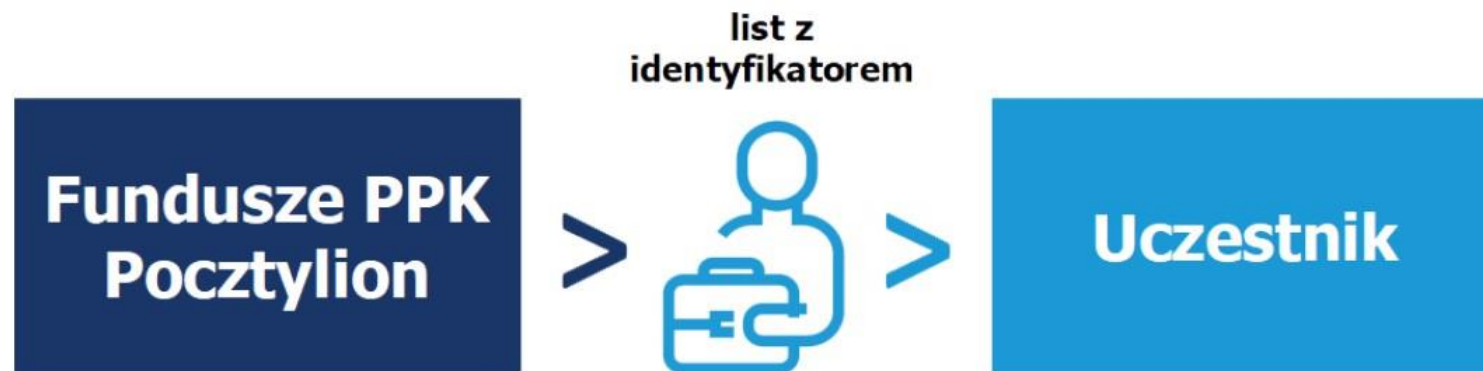 list z
identyfikatorem
Fundusze PPK
Pocztylion
>
>
Uczestnik